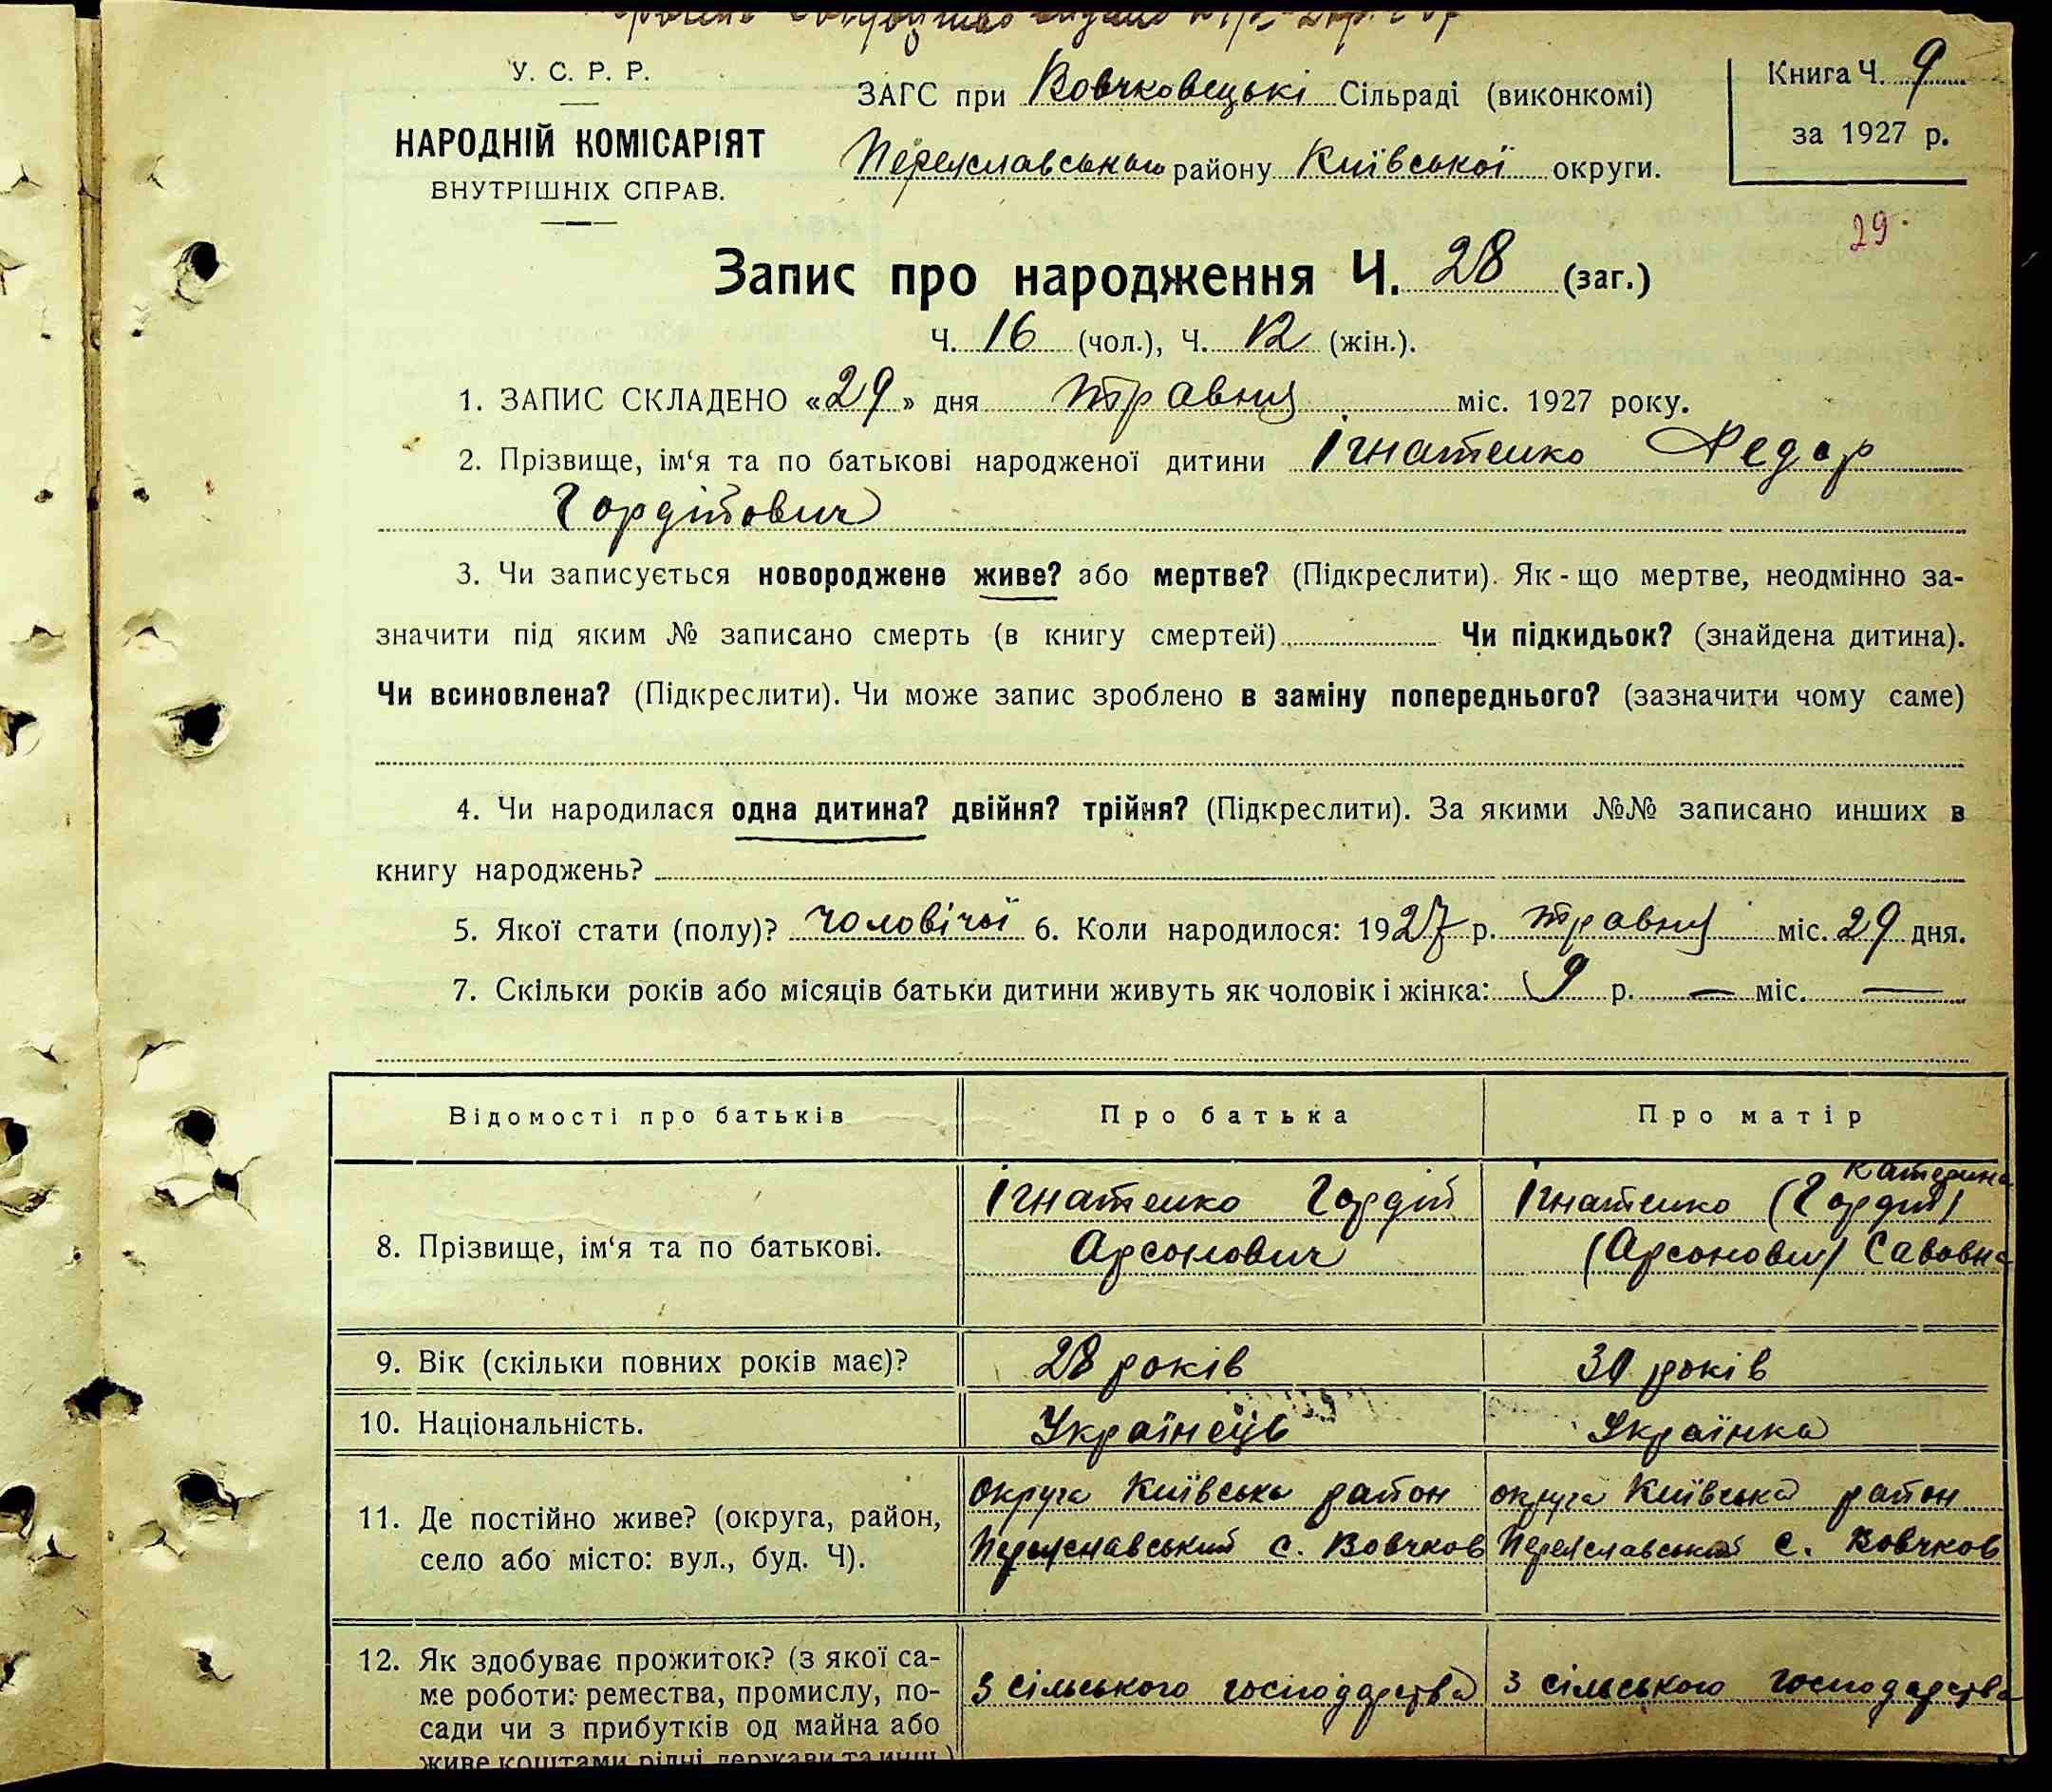 У. С. Р. Р.
НАРОДНІЙ КОМІСАРІЯТ
ВНУТРІШНІХ СПРАВ.
ЗАГС при Вовчковецькі Сільраді (виконкомі)
Переяславського району Київської округи.
Книга Ч. 9
за 1927 р.
29.
Запис про народження Ч. 28 (заг.)
Ч. 16 (чол.), Ч. 12 (жін.).
1. ЗАПИС СКЛАДЕНО «29» дня травня міс. 1927 року.
2. Прізвище, ім‘я та по батькові народженої дитини Ігнатенко Федор
Гордійович
3. Чи записується новороджене живе? або мертве? (Підкреслити). Як-що мертве, неодмінно за-
значити під яким № записано смерть (в книгу смертей) Чи підкидьок? (знайдена дитина).
Чи всиновлена? (Підкреслити). Чи може запис зроблено в заміну попереднього? (зазначити чому саме)
4. Чи народилася одна дитина? двійня? трійня? (Підкреслити). За якими №№ записано инших в
книгу народжень?
5. Якої стати (полу)? чоловічої 6. Коли народилося: 1927 р. травня міс. 29 дня.
7. Скільки років або місяців батьки дитини живуть як чоловік і жінка: 9 р. — міс. —
Відомості про батьків Про батька Про матір
8. Прізвище, ім‘я та по батькові.
Ігнатенко Гордій
Арсонович
Катерина
Ігнатенко (Гордій)
(Арсонович) Савовна
9. Вік (скільки повних років має)? 28 років 30 років
10. Національність. Українець Українка
11. Де постійно живе? (округа, район,
село або місто: вул., буд. Ч).
округа Київська район
Переяславський с. Вовчков
округа Київська район
Переяславський с. Вовчков
12. Як здобуває прожиток? (з якої са-
ме роботи: ремества, промислу, по-
сади чи з прибутків од майна або
живе коштами рідні держави та инш.)
З сільського господарства
З сільського господарства